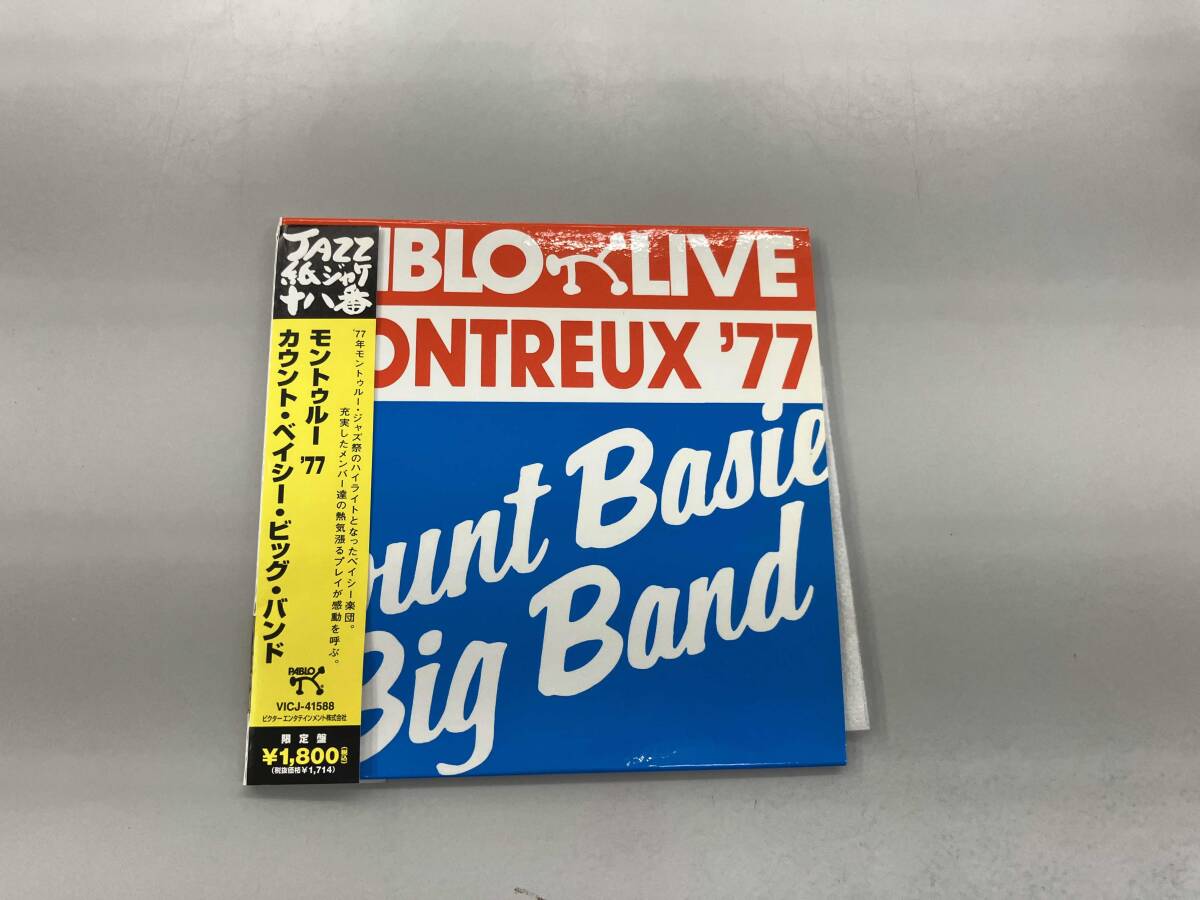 JAZZ
紙ジャケ
十八番
モントゥルー '77
カウント・ベイシー・ビッグ・バンド
'77年モントゥルー・ジャズ祭のハイライトとなったベイシー楽団。
充実したメンバー達の熱気漲るプレイが感動を呼ぶ。
PABLO
VICJ-41588
ビクターエンタテインメント株式会社
限定盤
¥1,800(税込)
(税抜価格¥1,714)
ABLO LIVE
ONTREUX '77
ount Basie
Big Band